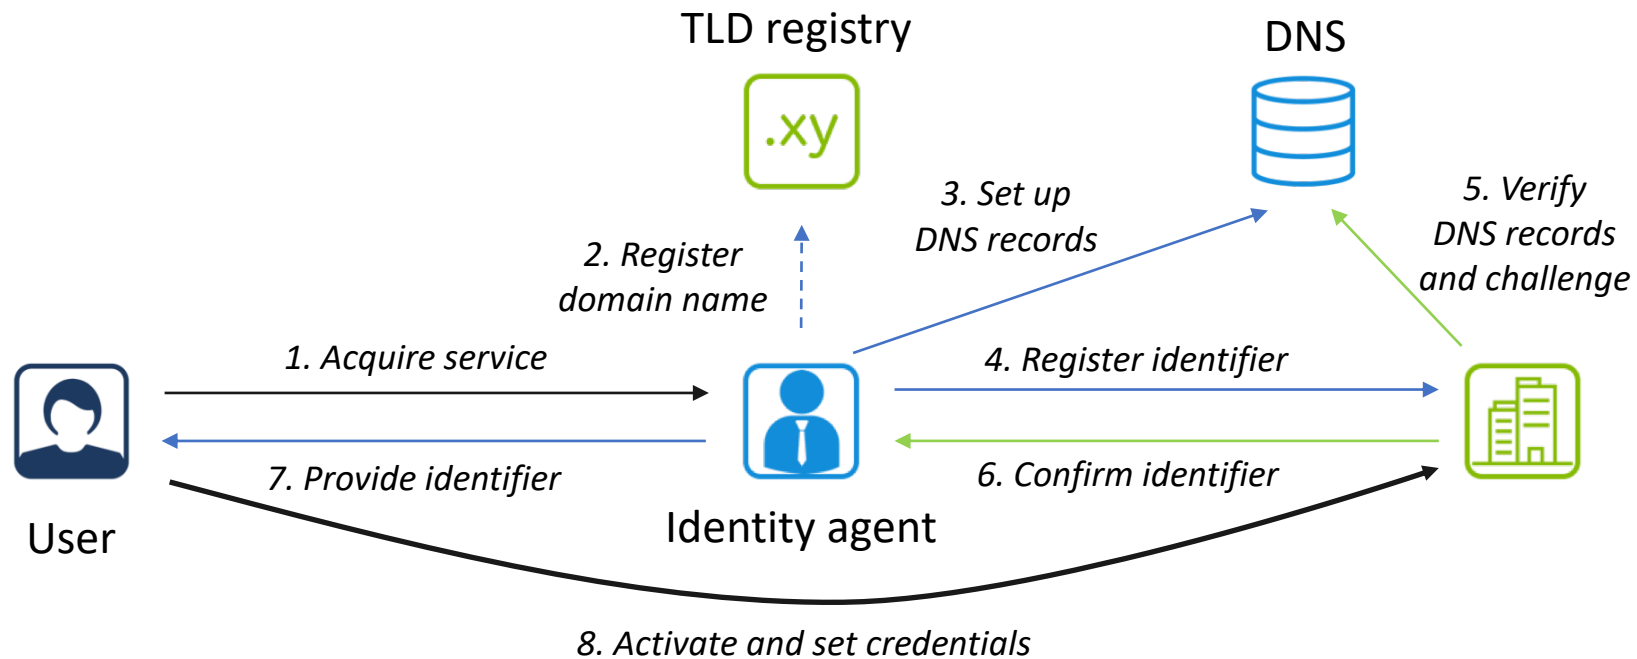 TLD registry
DNS
.xy
3. Set up
DNS records
5. Verify
DNS records
and challenge
2. Register
domain name
1. Acquire service
4. Register identifier
7. Provide identifier
6. Confirm identifier
User
Identity agent
8. Activate and set credentials